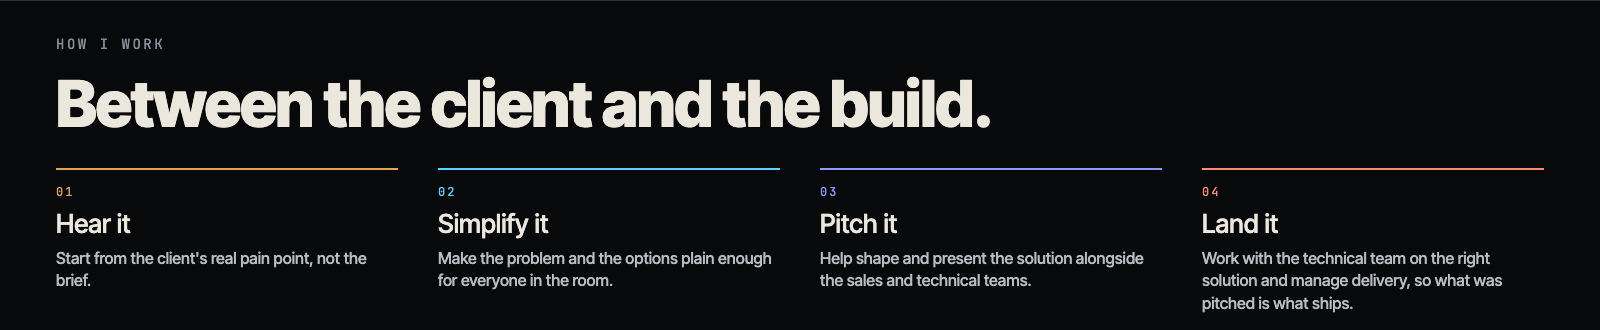 HOW I WORK
Between the client and the build.
01
Hear it
Start from the client's real pain point, not the
brief.
02
Simplify it
Make the problem and the options plain enough
for everyone in the room.
03
Pitch it
Help shape and present the solution alongside
the sales and technical teams.
04
Land it
Work with the technical team on the right
solution and manage delivery, so what was
pitched is what ships.